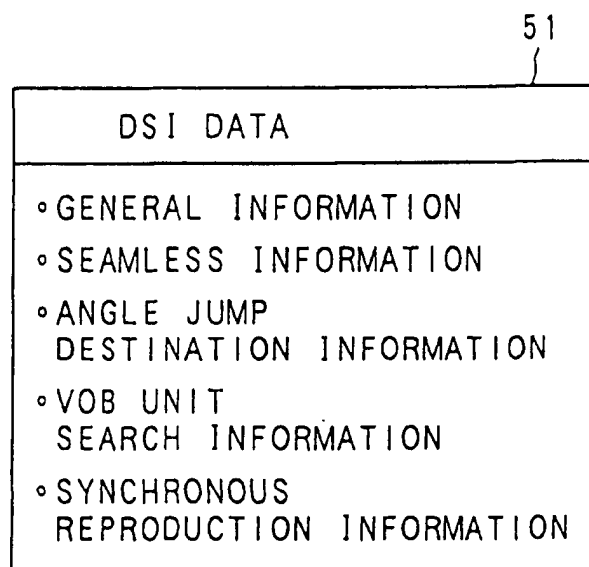 51
DSI DATA
∘GENERAL INFORMATION
∘SEAMLESS INFORMATION
∘ANGLE JUMP
DESTINATION INFORMATION
∘VOB UNIT
SEARCH INFORMATION
∘SYNCHRONOUS
REPRODUCTION INFORMATION